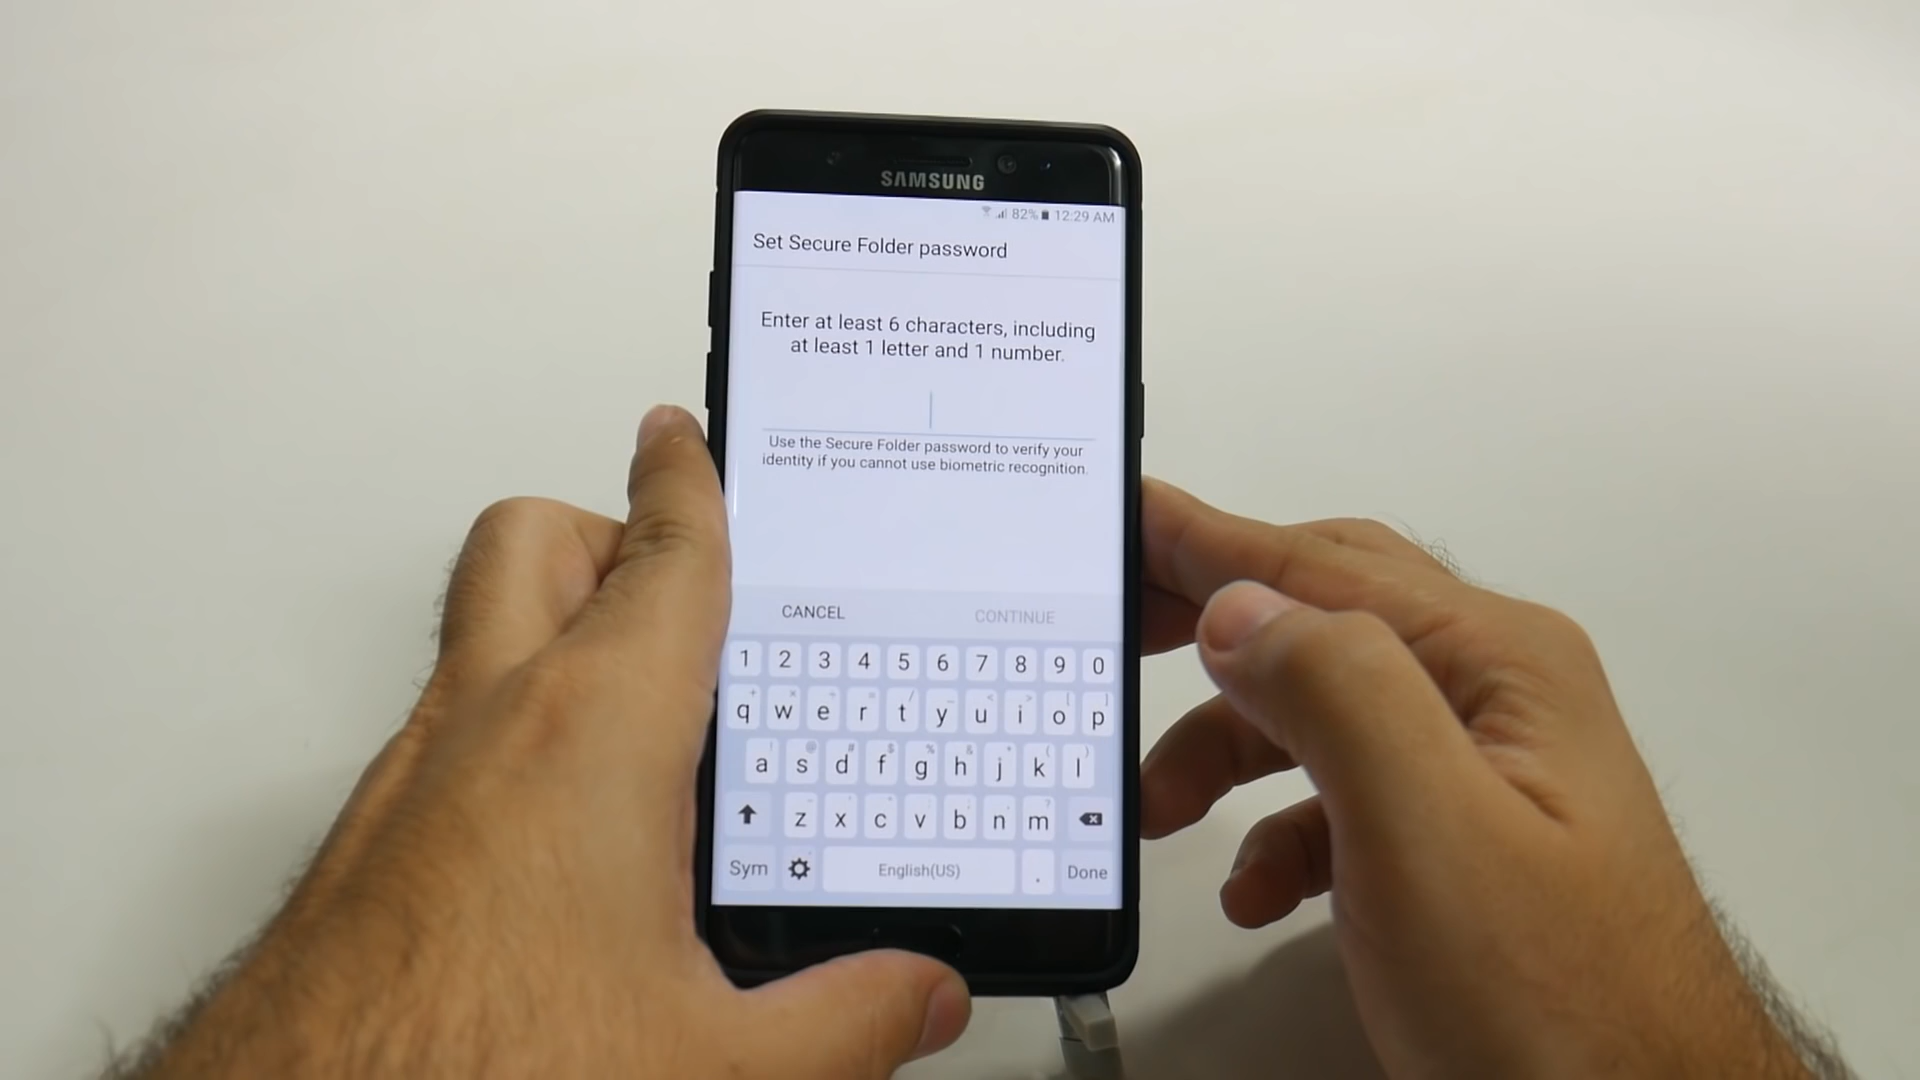 SAMSUNG
82% 12:29 AM
Set Secure Folder password
Enter at least 6 characters, including
at least 1 letter and 1 number.
Use the Secure Folder password to verify your
identity if you cannot use biometric recognition.
CANCEL CONTINUE
1 2 3 4 5 6 7 8 9 0
q w e r t y u i o p
a s d f g h j k l
z x c v b n m
Sym English(US) . Done